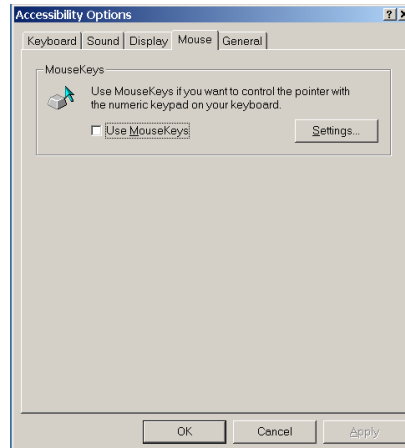 Accessibility Options
Keyboard Sound Display Mouse General
MouseKeys
Use MouseKeys if you want to control the pointer with
the numeric keypad on your keyboard.
Use MouseKeys Settings...
OK Cancel Apply